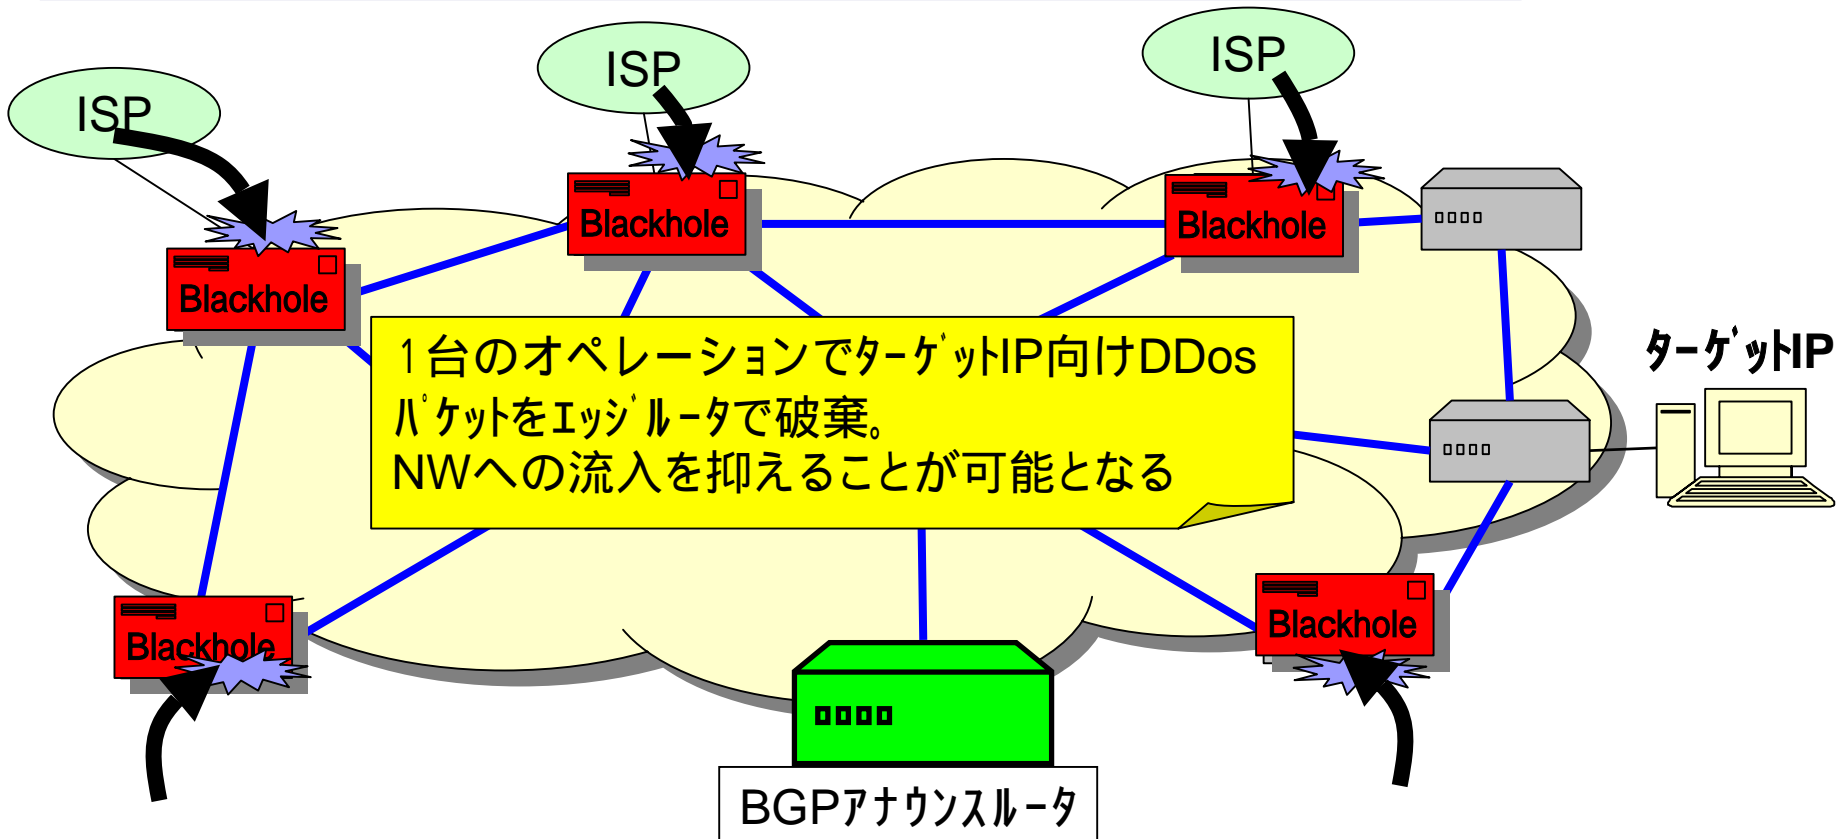 ISP
ISP
ISP
Blackhole
Blackhole
Blackhole
1台のオペレーションでﾀｰｹﾞｯﾄIP向けDDos
ﾊﾟｹｯﾄをｴｯｼﾞﾙｰﾀで破棄。
NWへの流入を抑えることが可能となる
ﾀｰｹﾞｯﾄIP
Blackhole
Blackhole
BGPｱﾅｳﾝｽﾙｰﾀ